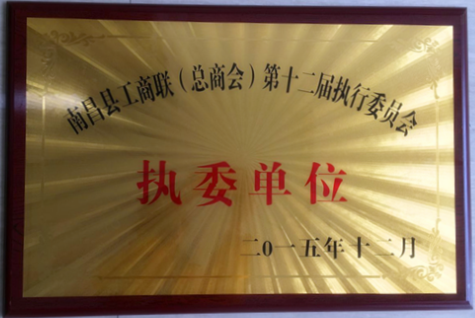 南昌县工商联（总商会）第十二届执行委员会
执委单位
二0一五年十二月